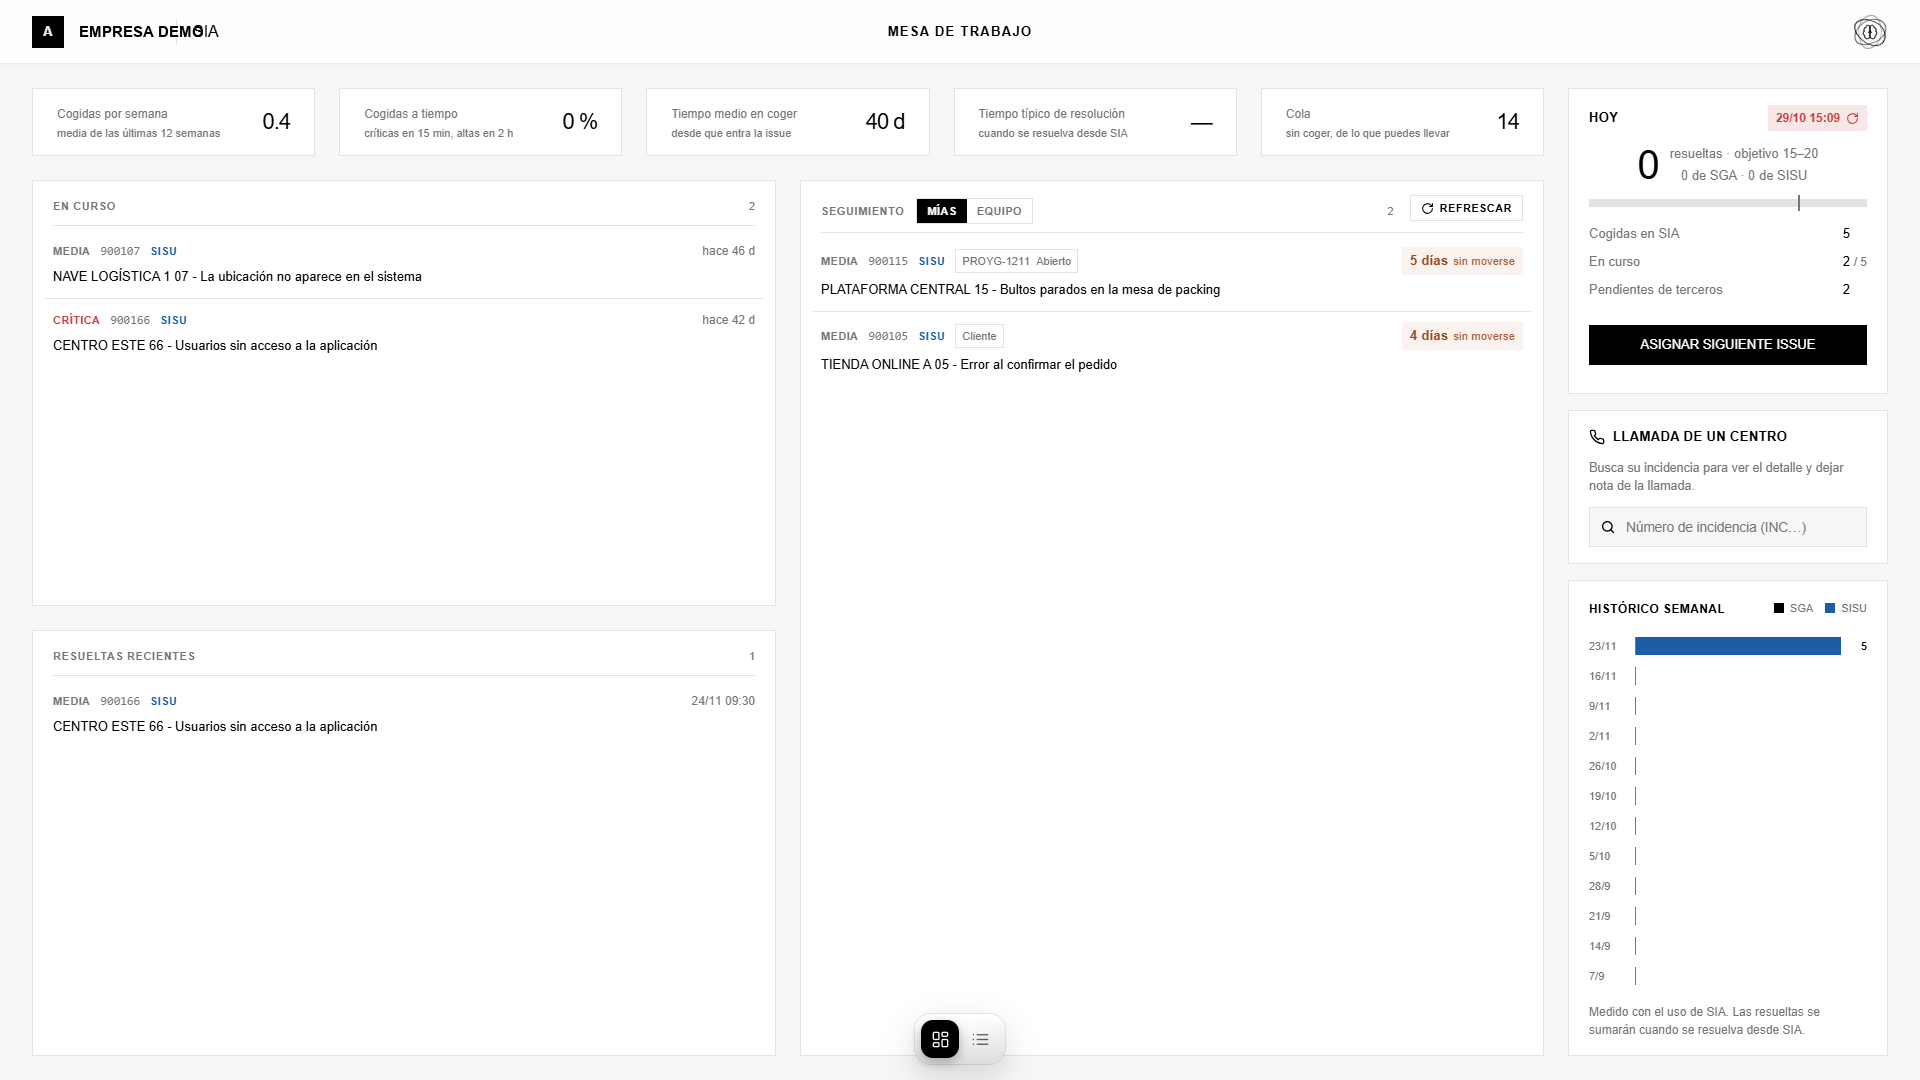 A
EMPRESA DEMO
SIA
MESA DE TRABAJO
Cogidas por semana
media de las últimas 12 semanas
0.4
Cogidas a tiempo
críticas en 15 min, altas en 2 h
0 %
Tiempo medio en coger
desde que entra la issue
40 d
Tiempo típico de resolución
cuando se resuelva desde SIA
—
Cola
sin coger, de lo que puedes llevar
14
EN CURSO 2
MEDIA 900107 SISU hace 46 d
NAVE LOGÍSTICA 1 07 - La ubicación no aparece en el sistema
CRÍTICA 900166 SISU hace 42 d
CENTRO ESTE 66 - Usuarios sin acceso a la aplicación
RESUELTAS RECIENTES 1
MEDIA 900166 SISU 24/11 09:30
CENTRO ESTE 66 - Usuarios sin acceso a la aplicación
SEGUIMIENTO MÍAS EQUIPO 2 REFRESCAR
MEDIA 900115 SISU PROYG-1211 Abierto 5 días sin moverse
PLATAFORMA CENTRAL 15 - Bultos parados en la mesa de packing
MEDIA 900105 SISU Cliente 4 días sin moverse
TIENDA ONLINE A 05 - Error al confirmar el pedido
HOY 29/10 15:09
0 resueltas · objetivo 15–20
0 de SGA · 0 de SISU
Cogidas en SIA 5
En curso 2 / 5
Pendientes de terceros 2
ASIGNAR SIGUIENTE ISSUE
LLAMADA DE UN CENTRO
Busca su incidencia para ver el detalle y dejar
nota de la llamada.
Número de incidencia (INC…)
HISTÓRICO SEMANAL SGA SISU
23/11 5
16/11
9/11
2/11
26/10
19/10
12/10
5/10
28/9
21/9
14/9
7/9
Medido con el uso de SIA. Las resueltas se
sumarán cuando se resuelva desde SIA.